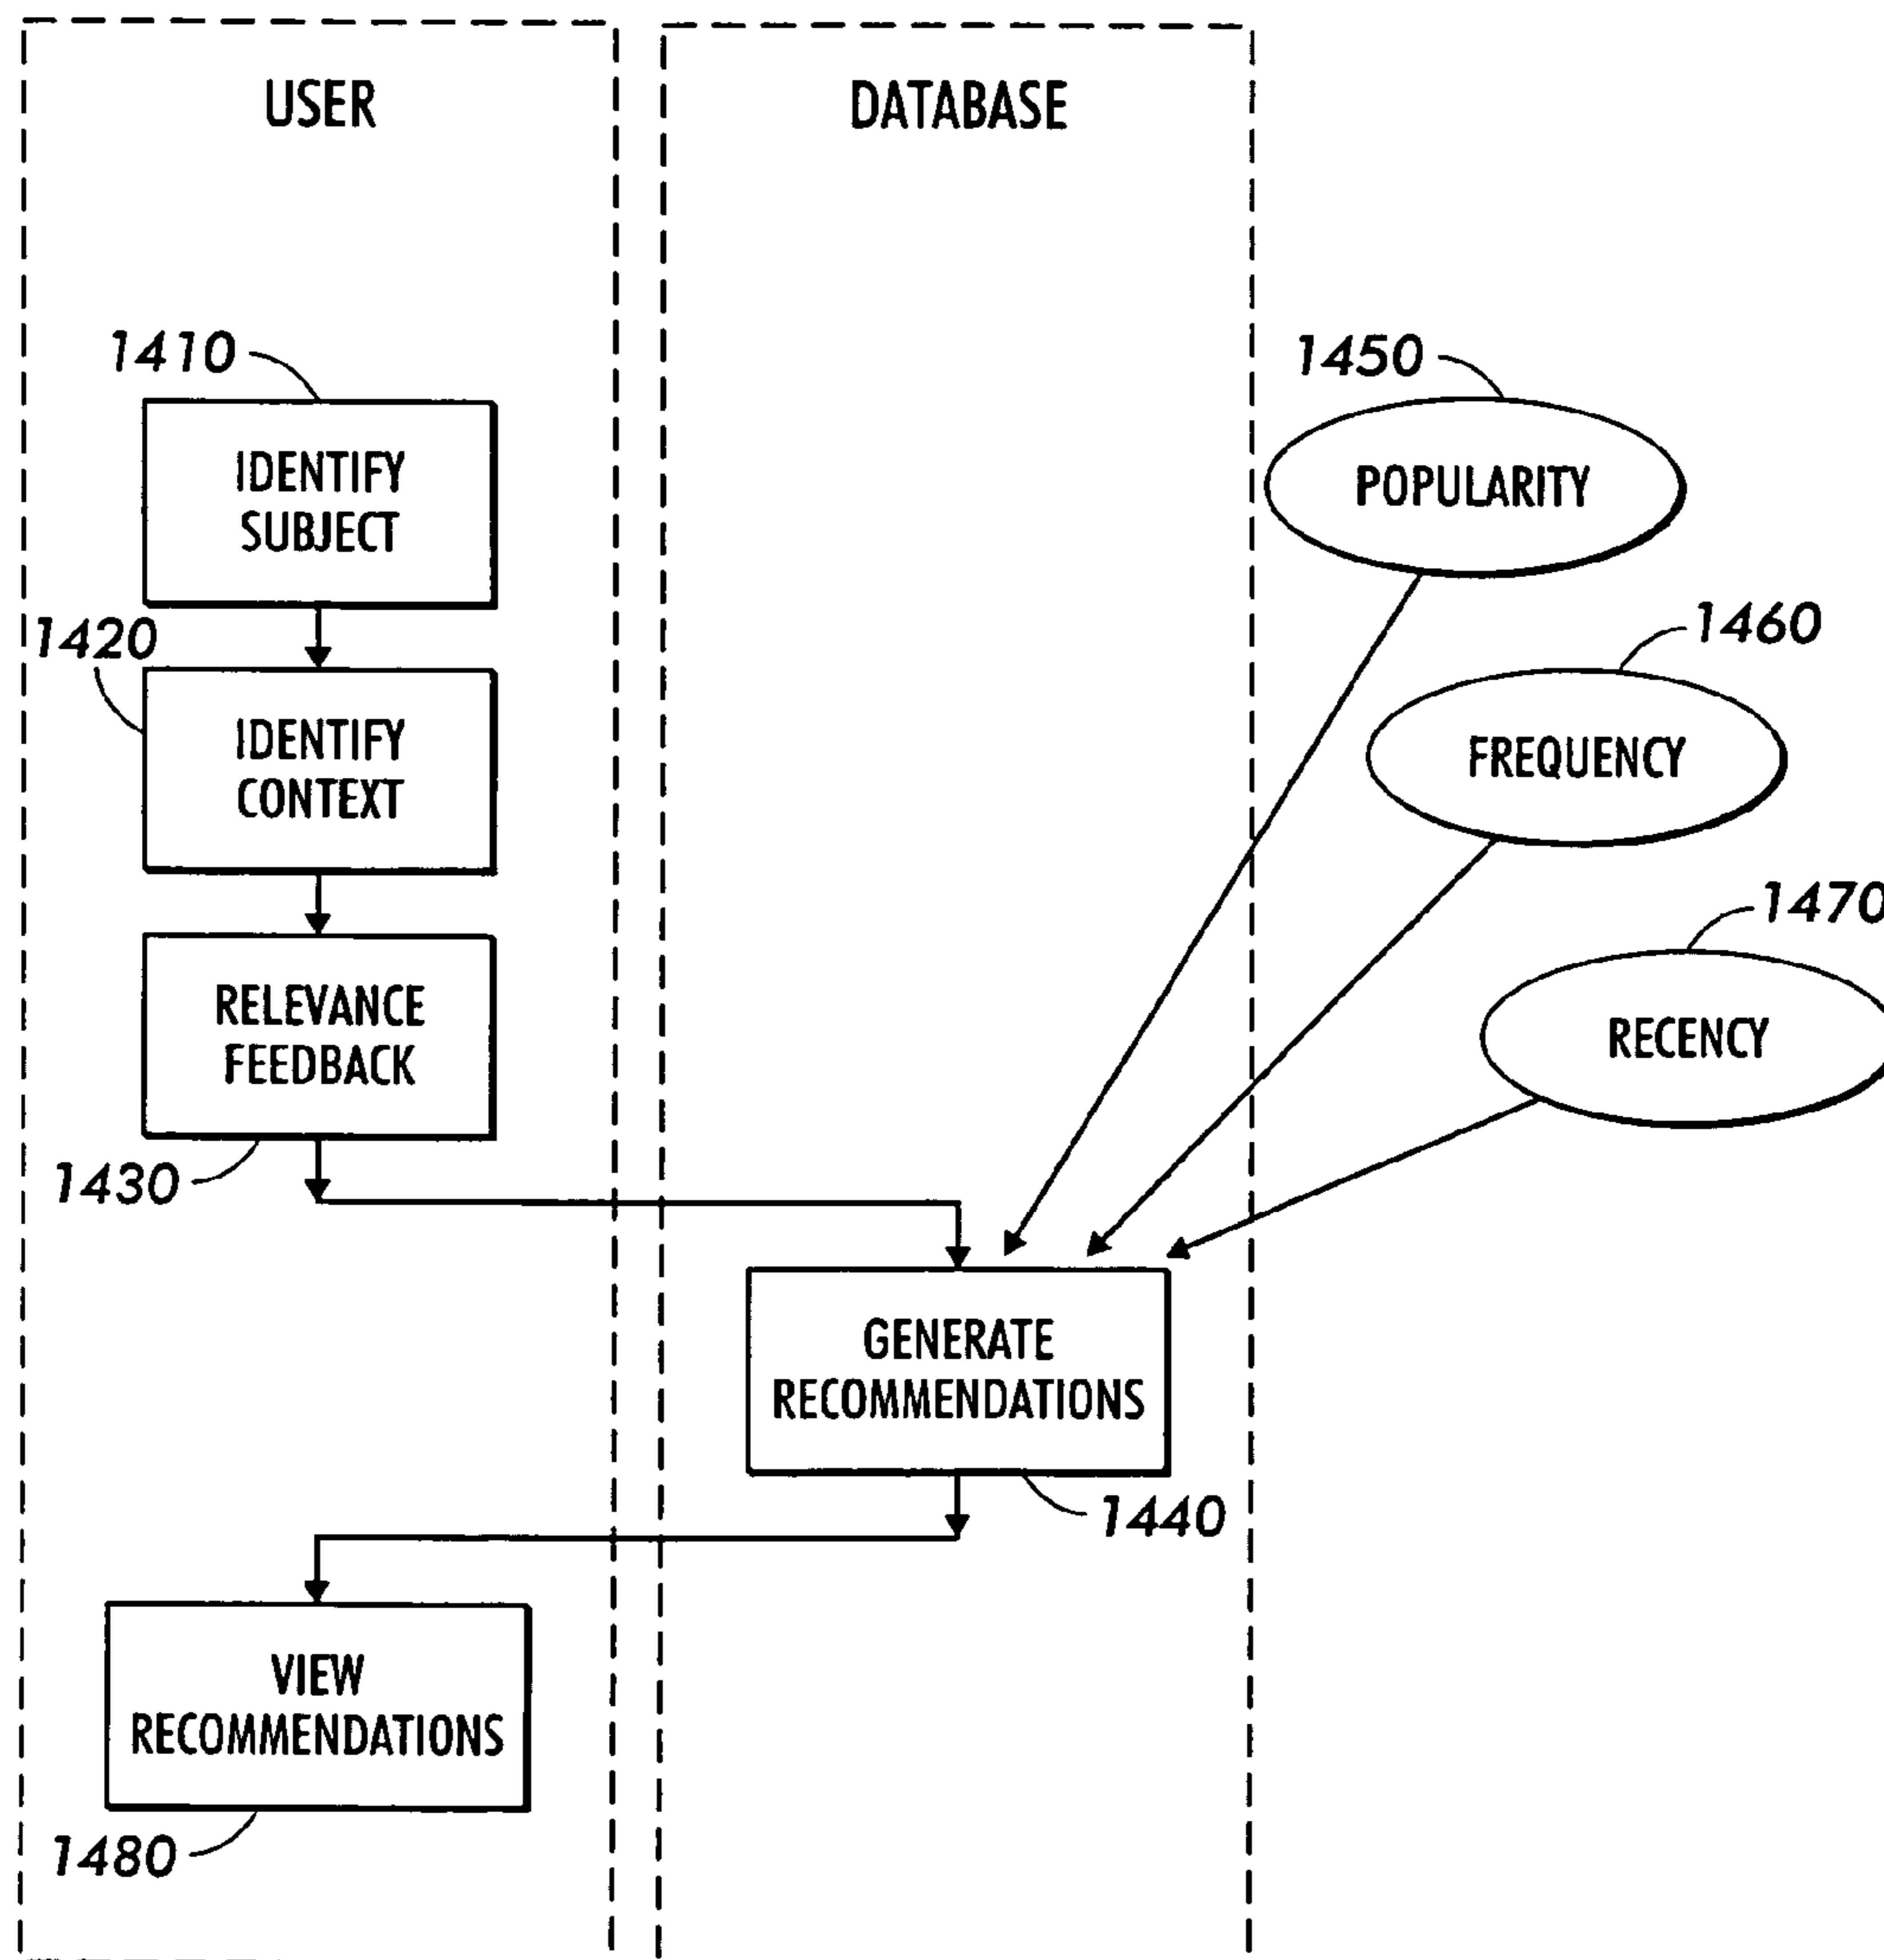 USER
DATABASE
1410
IDENTIFY
SUBJECT
1420
IDENTIFY
CONTEXT
RELEVANCE
FEEDBACK
1430
1450
POPULARITY
1460
FREQUENCY
1470
RECENCY
GENERATE
RECOMMENDATIONS
1440
VIEW
RECOMMENDATIONS
1480